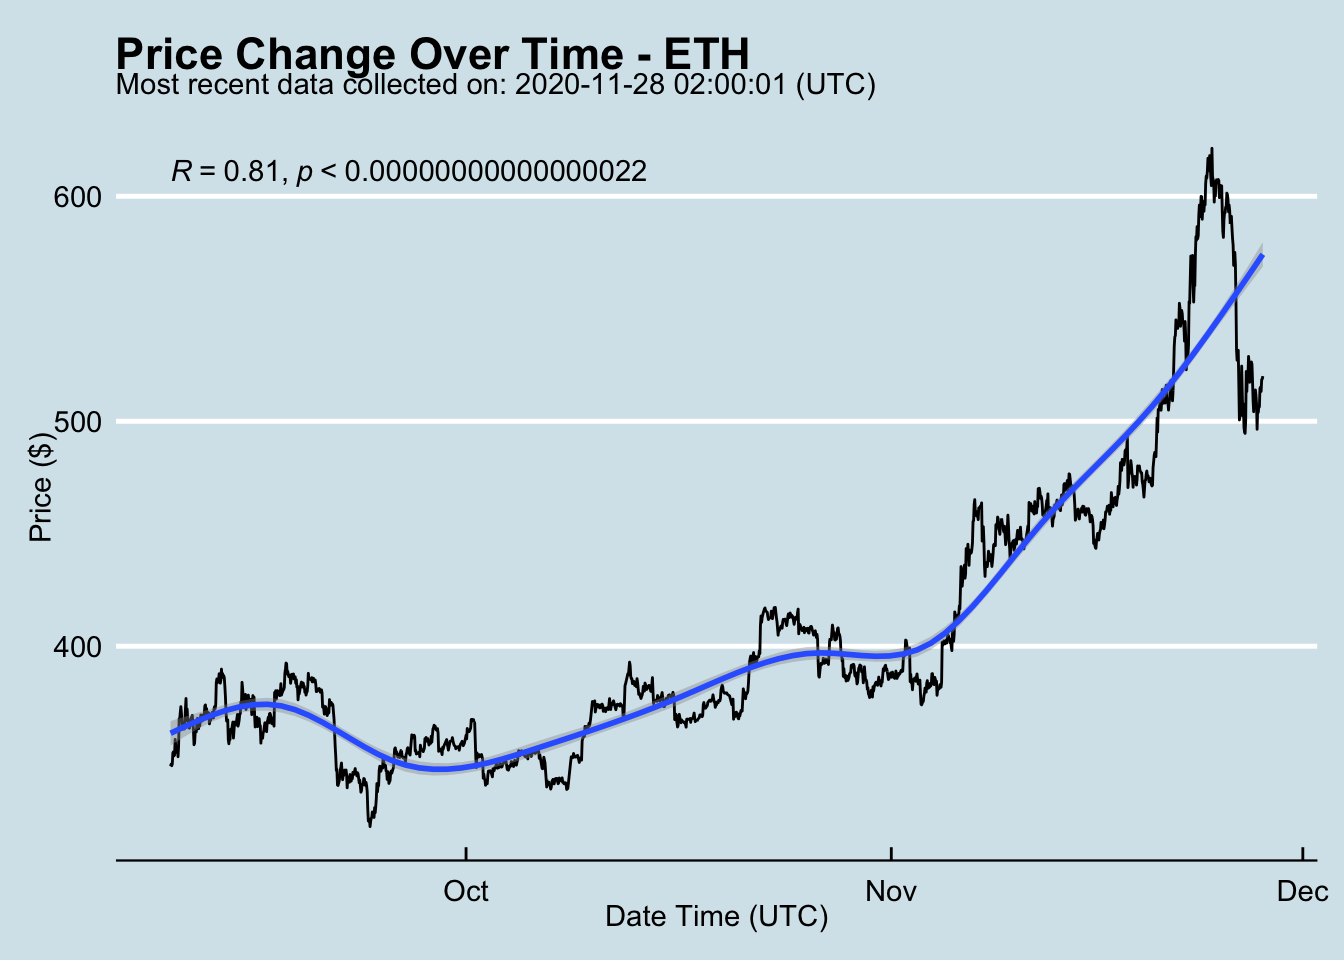 Price Change Over Time - ETH
Most recent data collected on: 2020-11-28 02:00:01 (UTC)
R = 0.81, p < 0.00000000000000022
600
500
400
Price ($)
Oct
Nov
Dec
Date Time (UTC)